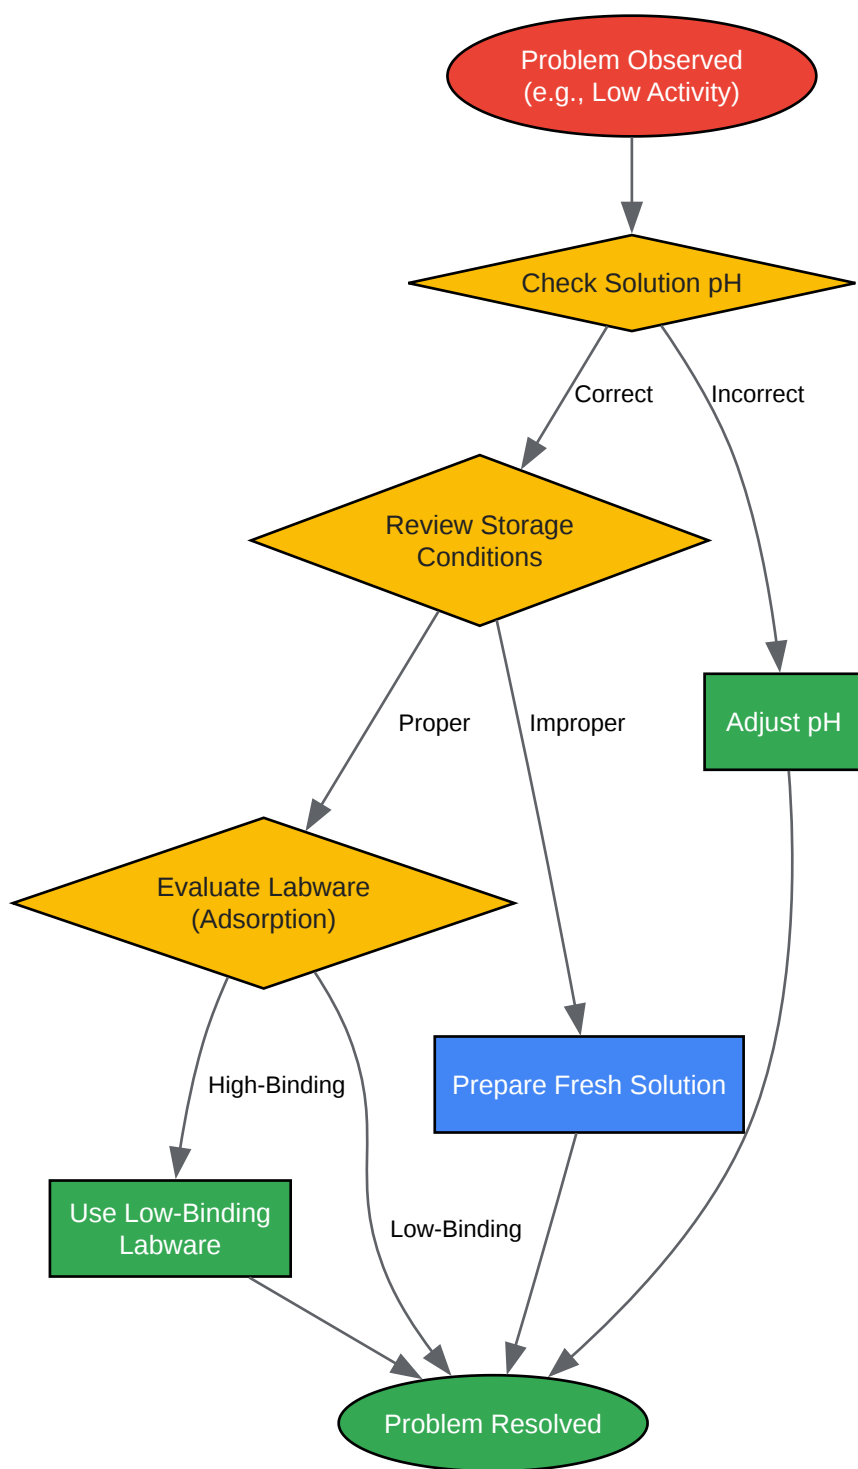 Problem Observed
(e.g., Low Activity)
Check Solution pH
Correct
Incorrect
Review Storage
Conditions
Proper
Improper
Adjust pH
Evaluate Labware
(Adsorption)
High-Binding
Prepare Fresh Solution
Use Low-Binding
Labware
Low-Binding
Problem Resolved